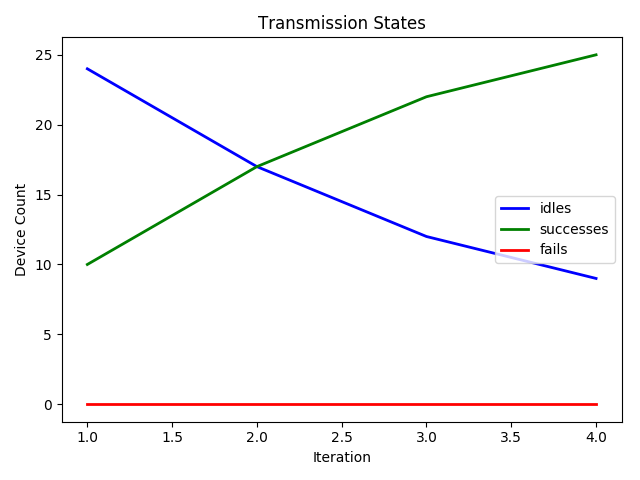 Transmission States
Device Count
25
20
15
10
5
0
idles
successes
fails
1.0 1.5 2.0 2.5 3.0 3.5 4.0
Iteration